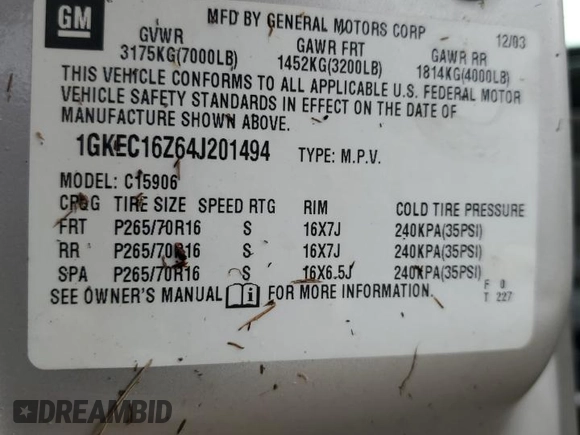 GM
MFD BY GENERAL MOTORS CORP
12/03
GVWR GAWR FRT GAWR RR
3175KG(7000LB) 1452KG(3200LB) 1814KG(4000LB)
THIS VEHICLE CONFORMS TO ALL APPLICABLE U.S. FEDERAL MOTOR
VEHICLE SAFETY STANDARDS IN EFFECT ON THE DATE OF
MANUFACTURE SHOWN ABOVE.
1GKEC16Z64J201494 TYPE: M.P.V.
MODEL: C15906
TIRE SIZE SPEED RTG RIM COLD TIRE PRESSURE
FRT P265/70R16 S 16X7J 240KPA(35PSI)
RR P265/70R16 S 16X7J 240KPA(35PSI)
SPA P265/70R16 S 16X6.5J 240KPA(35PSI)
SEE OWNER'S MANUAL i FOR MORE INFORMATION.
F 0
T 227
DREAMBID